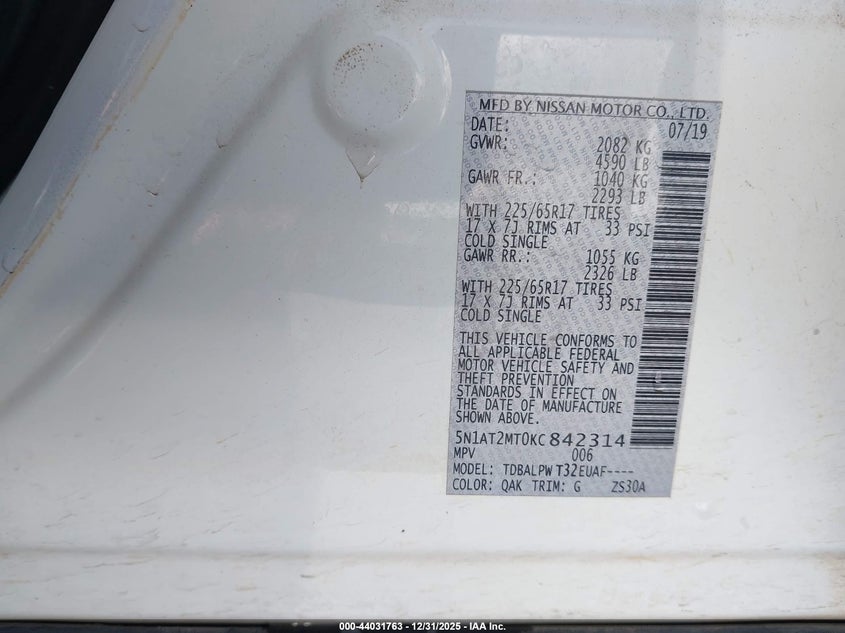 MFD BY NISSAN MOTOR CO., LTD.
DATE: 07/19
GVWR: 2082 KG
4590 LB
GAWR FR.: 1040 KG
2293 LB
WITH 225/65R17 TIRES
17 X 7J RIMS AT 33 PSI
COLD SINGLE
GAWR RR.: 1055 KG
2326 LB
WITH 225/65R17 TIRES
17 X 7J RIMS AT 33 PSI
COLD SINGLE
THIS VEHICLE CONFORMS TO
ALL APPLICABLE FEDERAL
MOTOR VEHICLE SAFETY AND
THEFT PREVENTION
STANDARDS IN EFFECT ON
THE DATE OF MANUFACTURE
SHOWN ABOVE.
5N1AT2MT0KC842314
MPV 006
MODEL: TDBALPW T32EUAF----
COLOR: QAK TRIM: G ZS30A
000-44031763 - 12/31/2025 - IAA Inc.